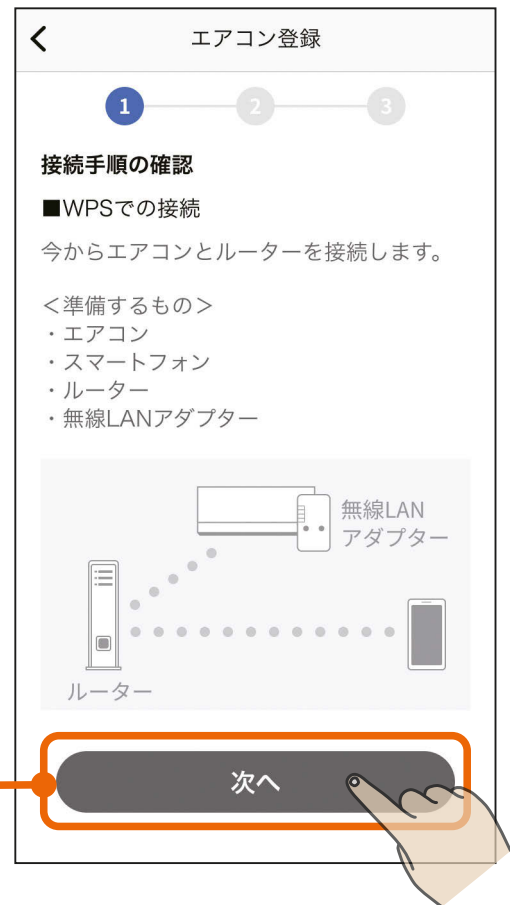 エアコン登録
1 2 3
接続手順の確認
■WPSでの接続
今からエアコンとルーターを接続します。
＜準備するもの＞
・エアコン
・スマートフォン
・ルーター
・無線LANアダプター
無線LAN
アダプター
ルーター
次へ